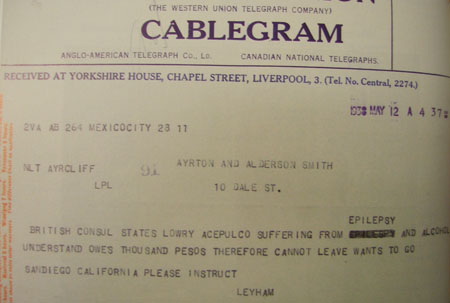 (THE WESTERN UNION TELEGRAPH COMPANY)
CABLEGRAM
ANGLO-AMERICAN TELEGRAPH Co., Ld. CANADIAN NATIONAL TELEGRAPHS.
RECEIVED AT YORKSHIRE HOUSE, CHAPEL STREET, LIVERPOOL, 3. (Tel. No. Central, 2274.)
1938 MAY 12 A 4 37
2VA AB 264 MEXICOCITY 28 11
NLT AYRCLIFF 91 AYRTON AND ALDERSON SMITH
LPL 10 DALE ST.
EPILEPSY
BRITISH CONSUL STATES LOWRY ACEPULCO SUFFERING FROM AND ALCOHOL
UNDERSTAND OWES THOUSAND PESOS THEREFORE CANNOT LEAVE WANTS TO GO
SANDIEGO CALIFORNIA PLEASE INSTRUCT
LEYHAM